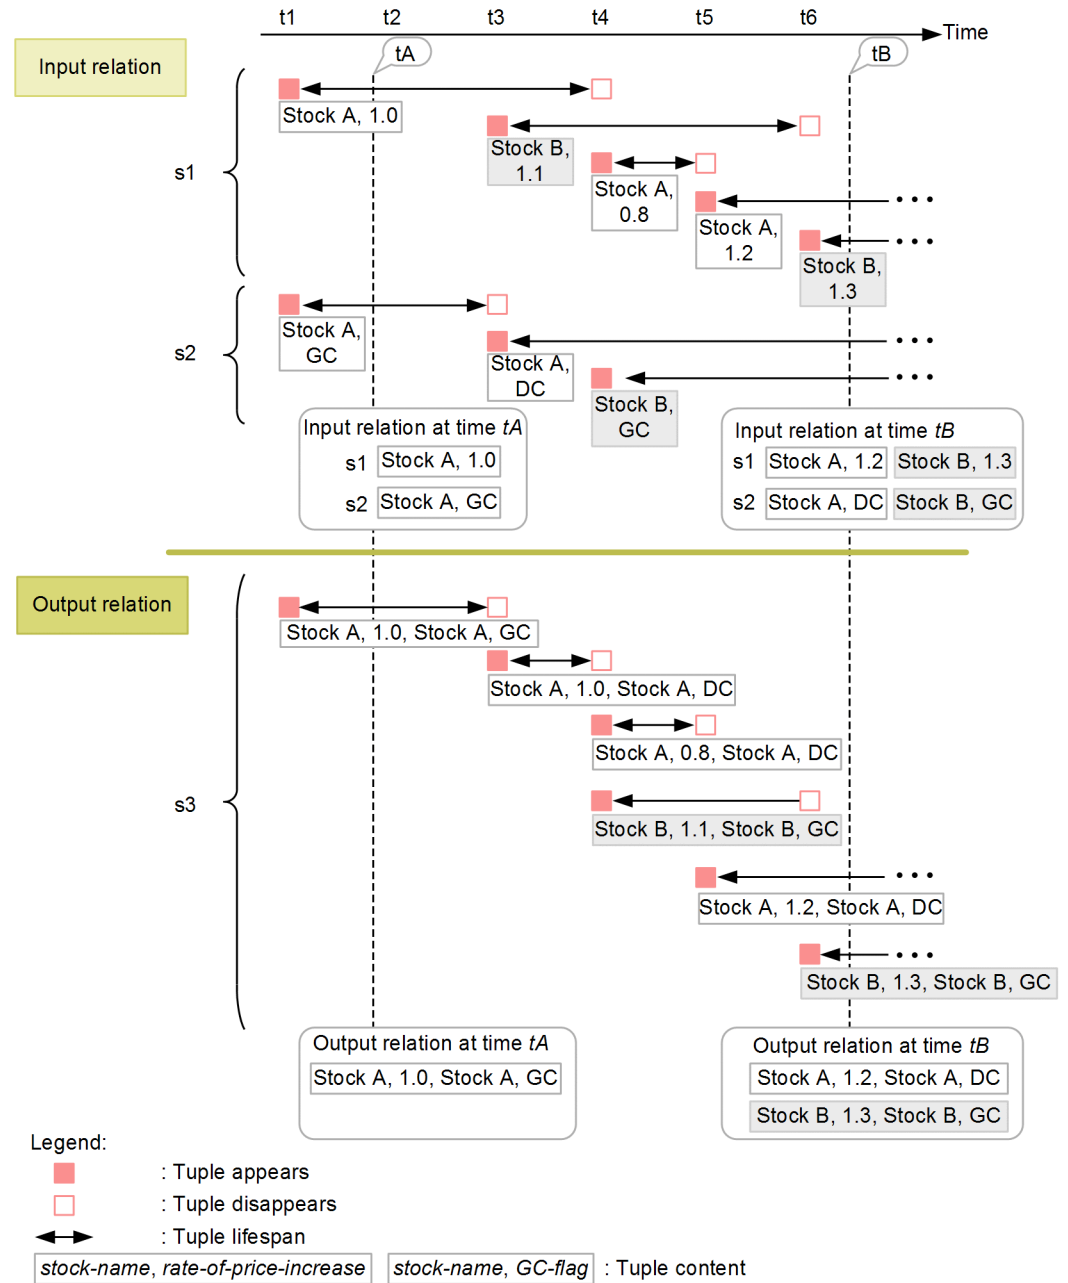 t1 t2 t3 t4 t5 t6
Time
tA tB
Input relation
s1
Stock A, 1.0
Stock B,
1.1
Stock A,
0.8
Stock A,
1.2
Stock B,
1.3
s2
Stock A,
GC
Stock A,
DC
Stock B,
GC
Input relation at time tA
s1 Stock A, 1.0
s2 Stock A, GC
Input relation at time tB
s1 Stock A, 1.2 Stock B, 1.3
s2 Stock A, DC Stock B, GC
Output relation
s3
Stock A, 1.0, Stock A, GC
Stock A, 1.0, Stock A, DC
Stock A, 0.8, Stock A, DC
Stock B, 1.1, Stock B, GC
Stock A, 1.2, Stock A, DC
Stock B, 1.3, Stock B, GC
Output relation at time tA
Stock A, 1.0, Stock A, GC
Output relation at time tB
Stock A, 1.2, Stock A, DC
Stock B, 1.3, Stock B, GC
Legend:
: Tuple appears
: Tuple disappears
: Tuple lifespan
stock-name, rate-of-price-increase stock-name, GC-flag : Tuple content